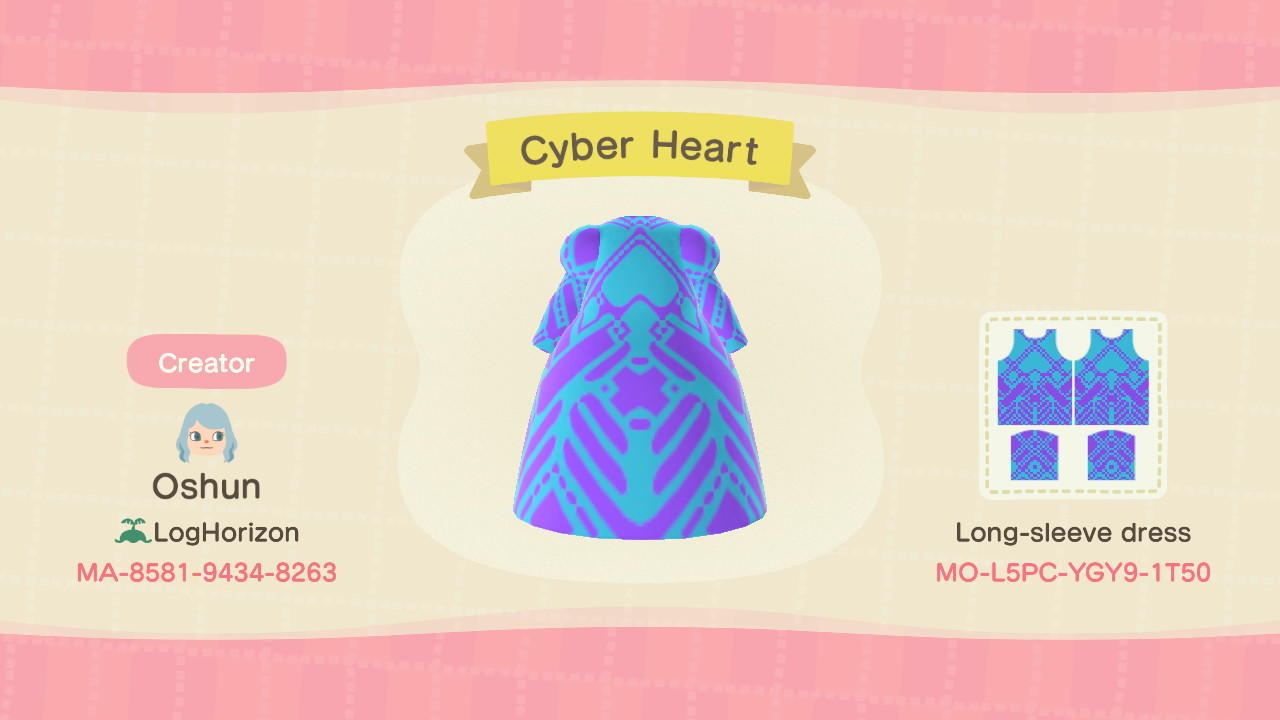 Cyber Heart
Creator
Oshun
LogHorizon
MA-8581-9434-8263
Long-sleeve dress
MO-L5PC-YGY9-1T50